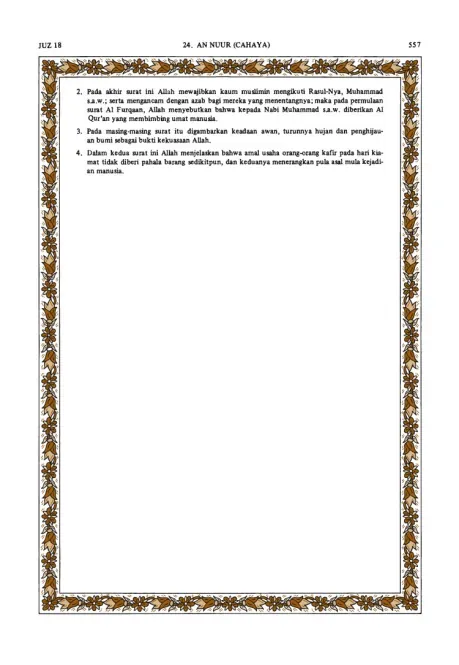 JUZ 18 24. AN NUUR (CAHAYA) 557
2. Pada akhir surat ini Allah mewajibkan kaum muslimin mengikuti Rasul-Nya, Muhammad
s.a.w.; serta mengancam dengan azab bagi mereka yang menentangnya; maka pada permulaan
surat Al Furqaan, Allah menyebutkan bahwa kepada Nabi Muhammad s.a.w. diberikan Al
Qur'an yang membimbing umat manusia.
3. Pada masing-masing surat itu digambarkan keadaan awan, turunnya hujan dan penghijau-
an bumi sebagai bukti kekuasaan Allah.
4. Dalam kedua surat ini Allah menjelaskan bahwa amal usaha orang-orang kafir pada hari kia-
mat tidak diberi pahala barang sedikitpun, dan keduanya menerangkan pula asal mula kejadi-
an manusia.